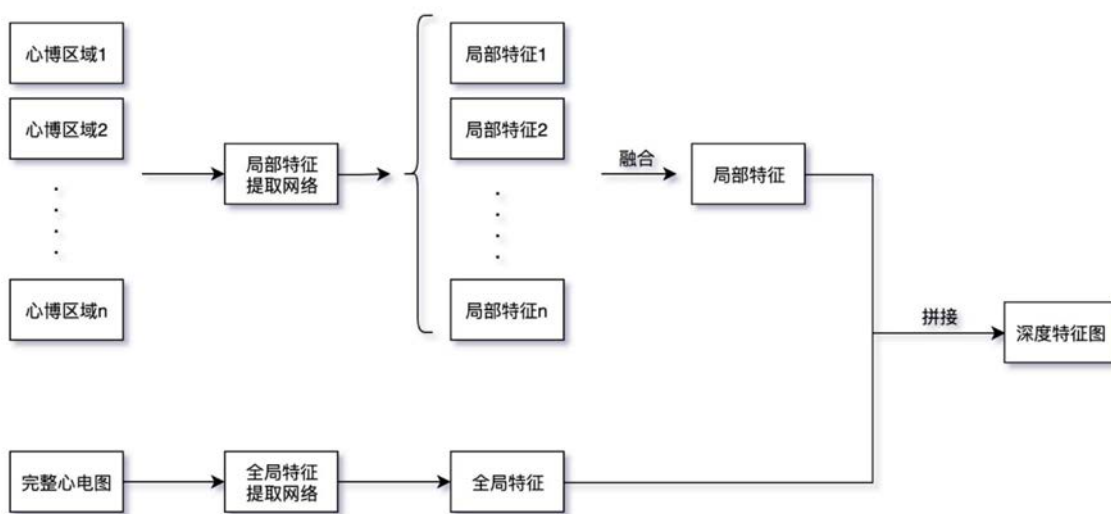 心博区域1
心博区域2
心博区域n
局部特征
提取网络
局部特征1
局部特征2
局部特征n
融合
局部特征
拼接
深度特征图
完整心电图
全局特征
提取网络
全局特征